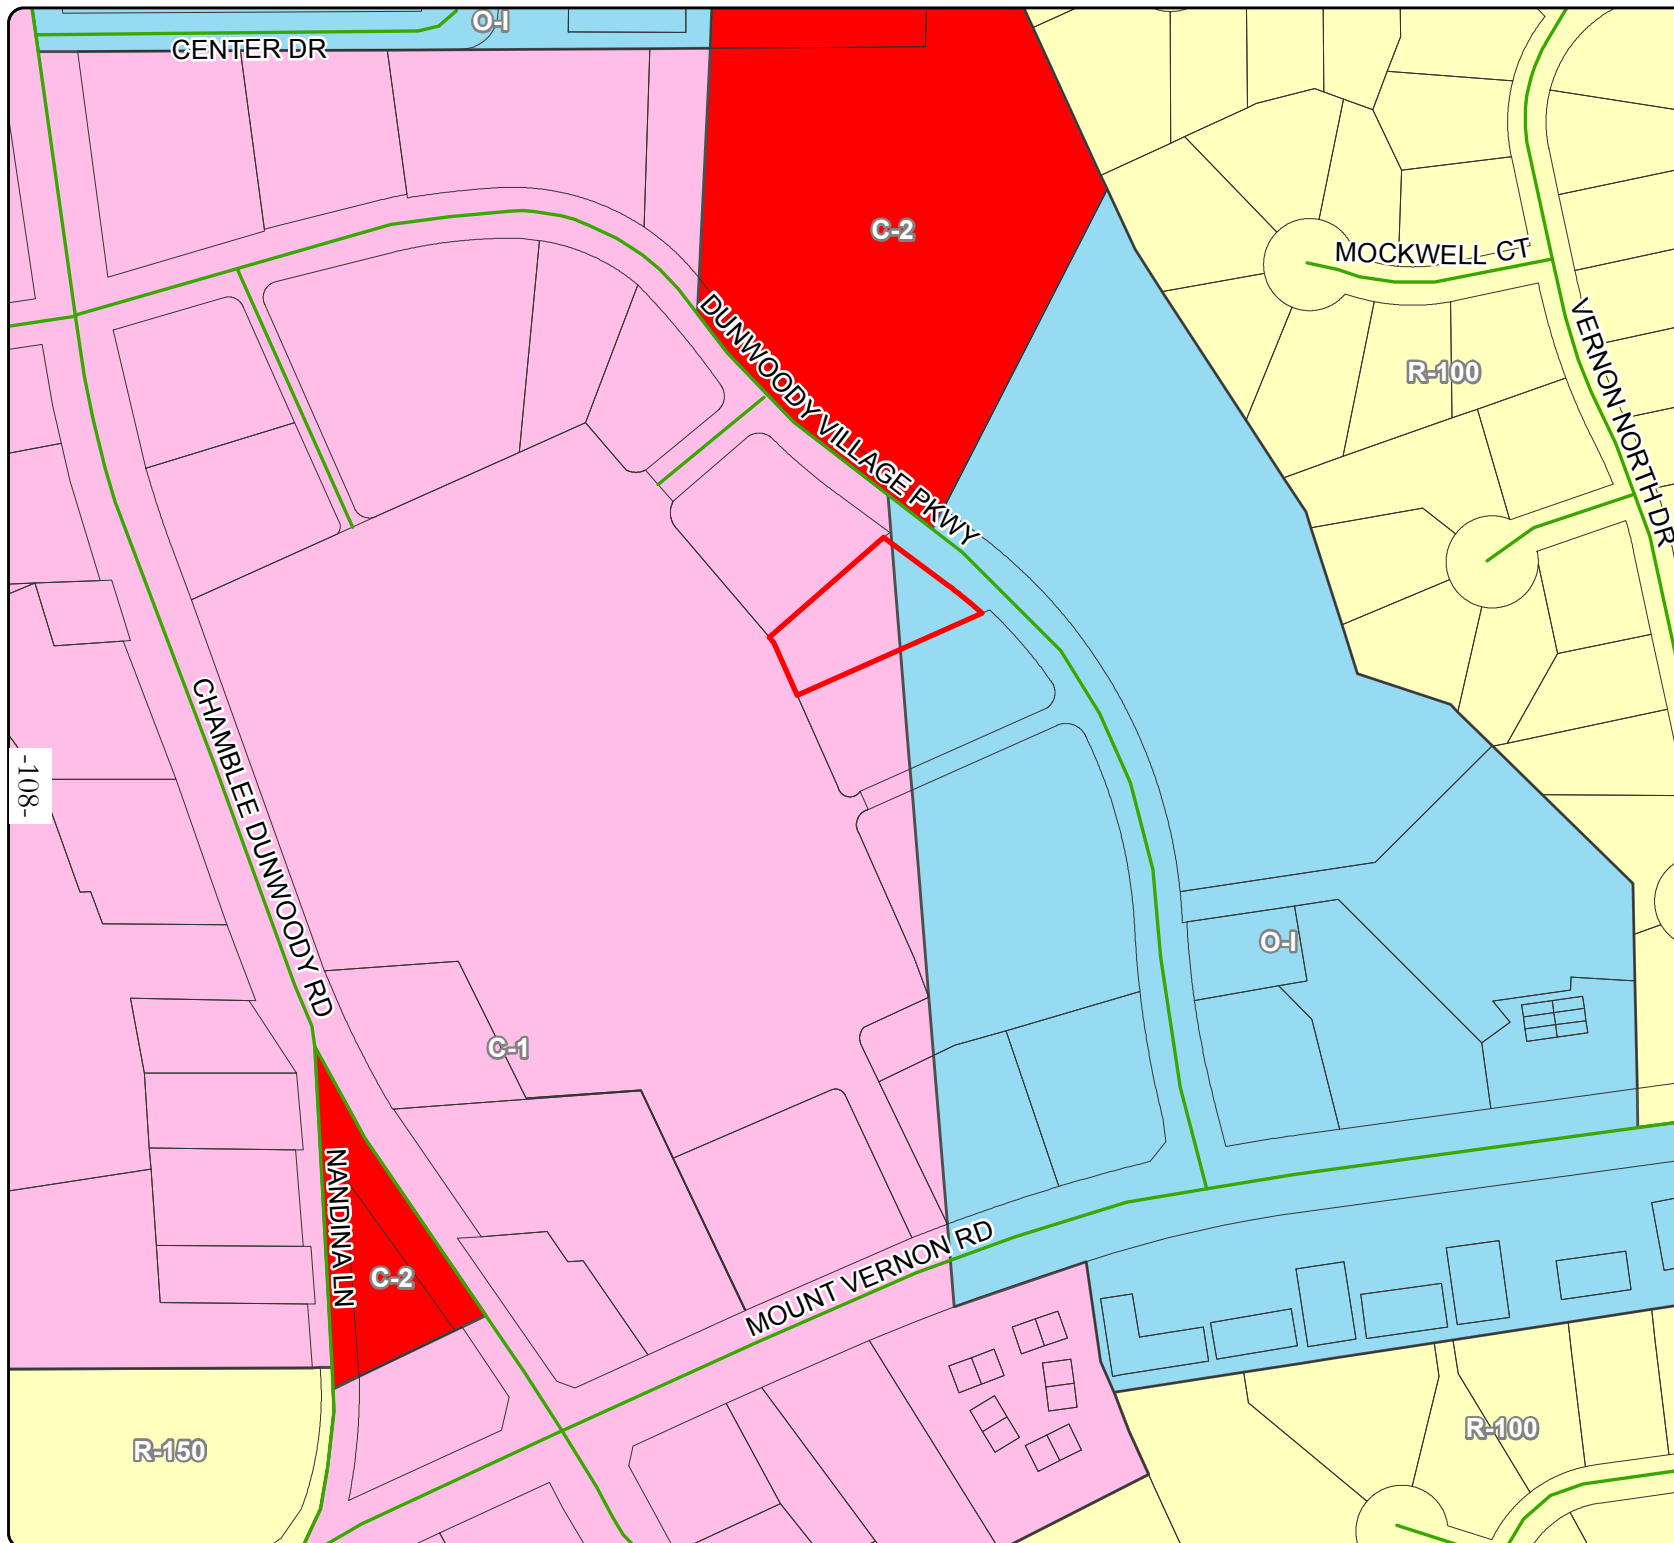 O-I
CENTER DR
C-2
MOCKWELL CT
DUNWOODY VILLAGE PKWY
VERNON NORTH DR
R-100
CHAMBLEE DUNWOODY RD
-108-
O-I
C-1
NANDINA LN
C-2
MOUNT VERNON RD
R-150
R-100